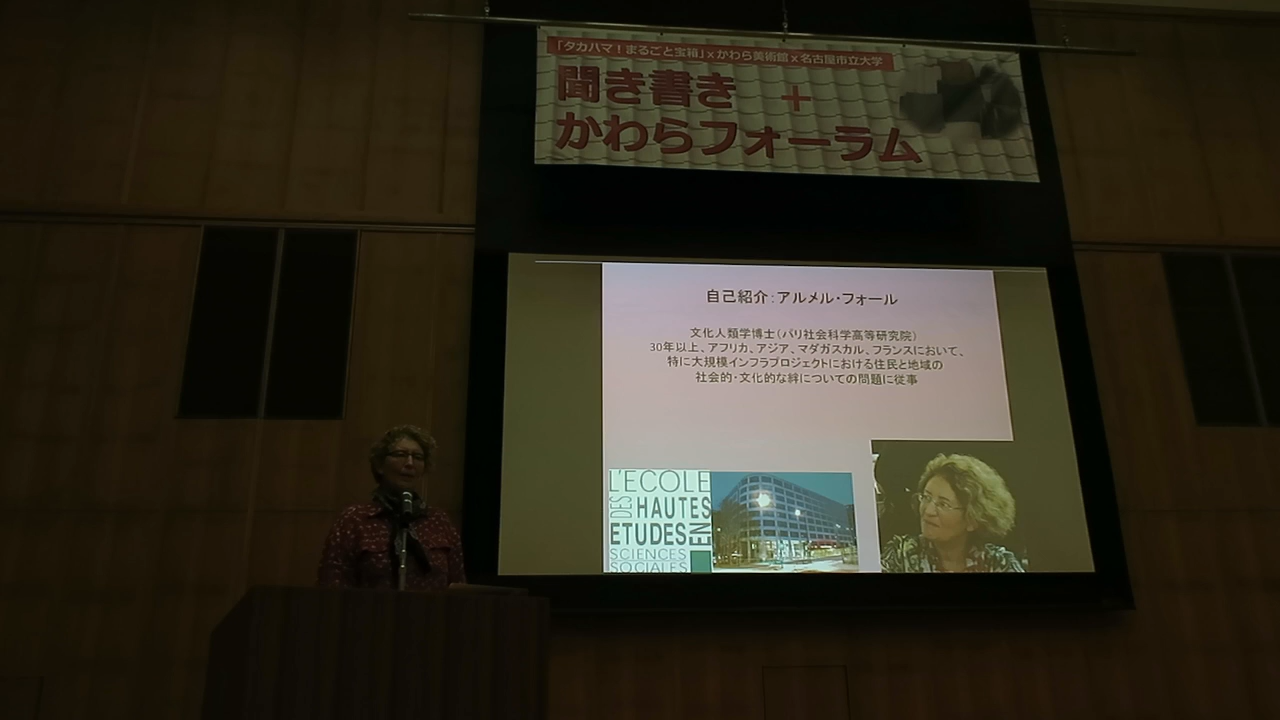 「タカハマ！まるごと宝箱」×かわら美術館×名古屋市立大学
聞き書き ＋
かわらフォーラム
自己紹介：アルメル・フォール
文化人類学博士（パリ社会科学高等研究院）
30年以上、アフリカ、アジア、マダガスカル、フランスにおいて、
特に大規模インフラプロジェクトにおける住民と地域の
社会的・文化的な絆についての問題に従事
L'ECOLE
DES HAUTES
ETUDES EN
SCIENCES
SOCIALES